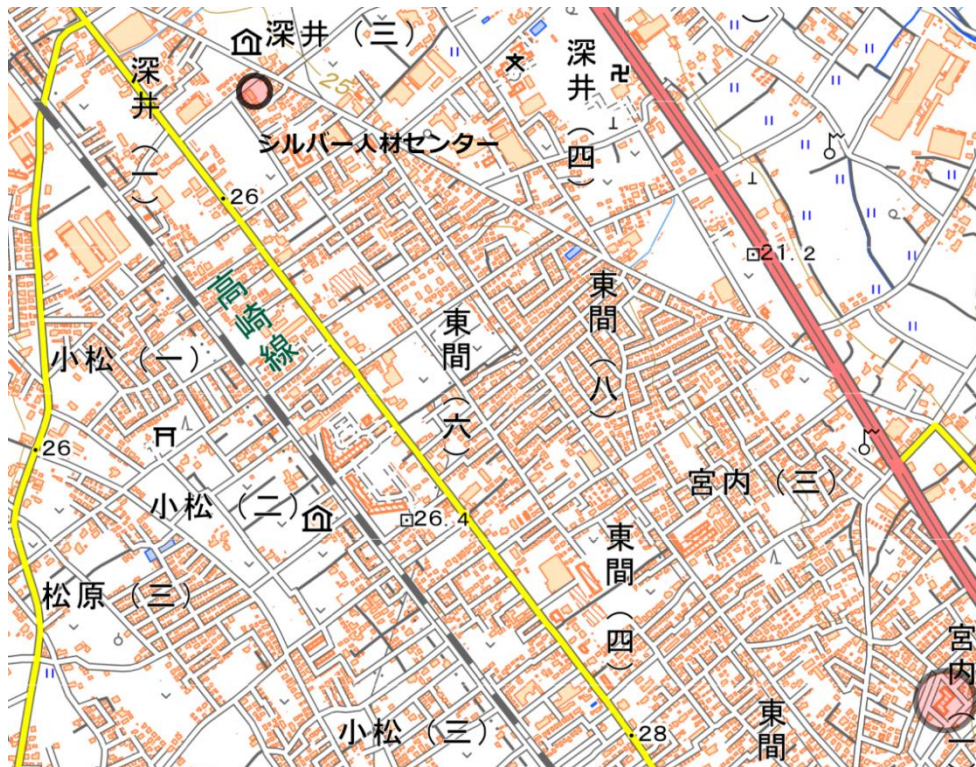 深井（三）
深井（二）
深井（四）
25
シルバー人材センター
26
21.2
高崎線
東間（八）
東間（六）
小松（一）
26
宮内（三）
小松（二）
26.4
東間（四）
松原（三）
宮内（一
東間
小松（三）
28